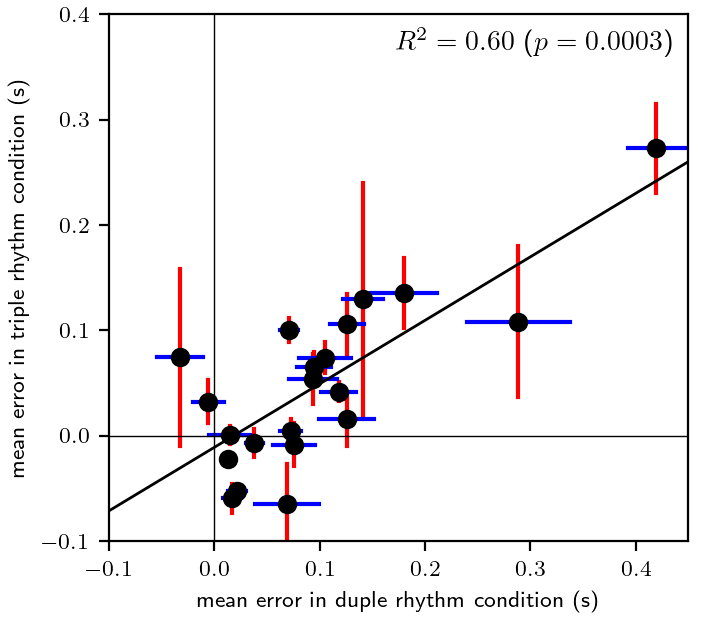 R² = 0.60 (p = 0.0003)
0.4
0.3
0.2
0.1
0.0
−0.1
−0.1 0.0 0.1 0.2 0.3 0.4
mean error in triple rhythm condition (s)
mean error in duple rhythm condition (s)